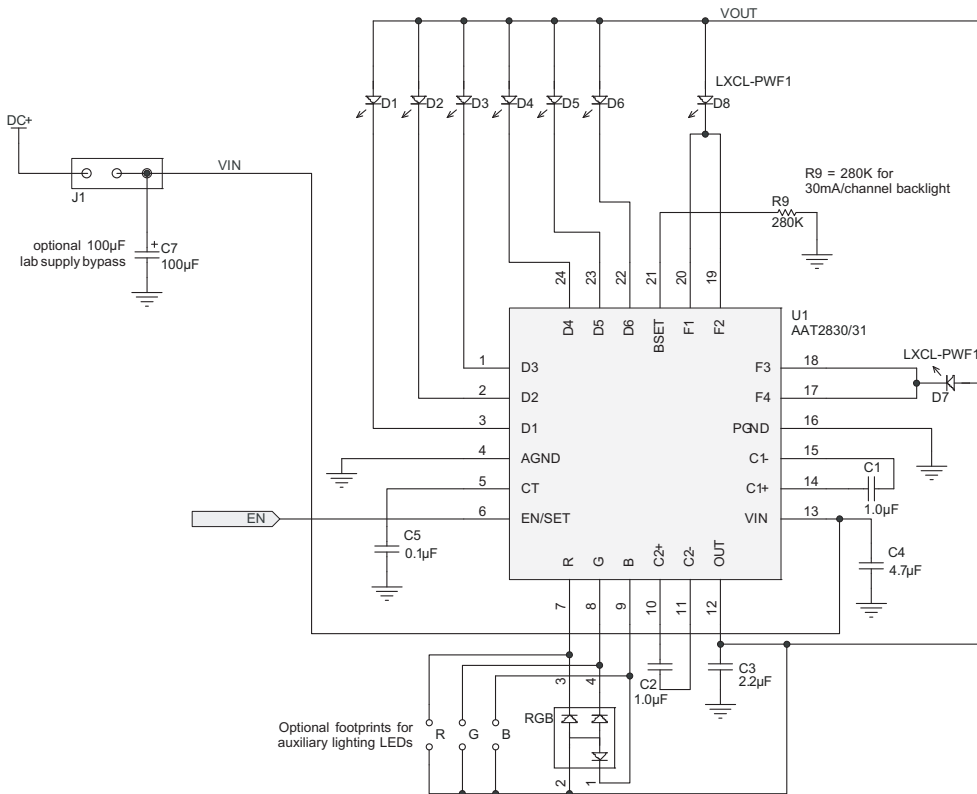 VOUT
LXCL-PWF1
D1
D2
D3
D4
D5
D6
D8
DC+
VIN
J1
R9 = 280K for
30mA/channel backlight
R9
280K
optional 100µF
lab supply bypass
+
C7
100µF
24
23
22
21
20
19
U1
AAT2830/31
D4
D5
D6
BSET
F1
F2
1
D3
F3
18
LXCL-PWF1
2
D2
F4
17
D7
3
D1
PGND
16
4
AGND
C1-
15
C1
5
CT
C1+
14
1.0µF
EN
6
EN/SET
VIN
13
C5
0.1µF
C4
4.7µF
R
G
B
C2+
C2-
OUT
7
8
9
10
11
12
3
4
C2
1.0µF
C3
2.2µF
Optional footprints for
auxiliary lighting LEDs
R
G
B
RGB
2
1